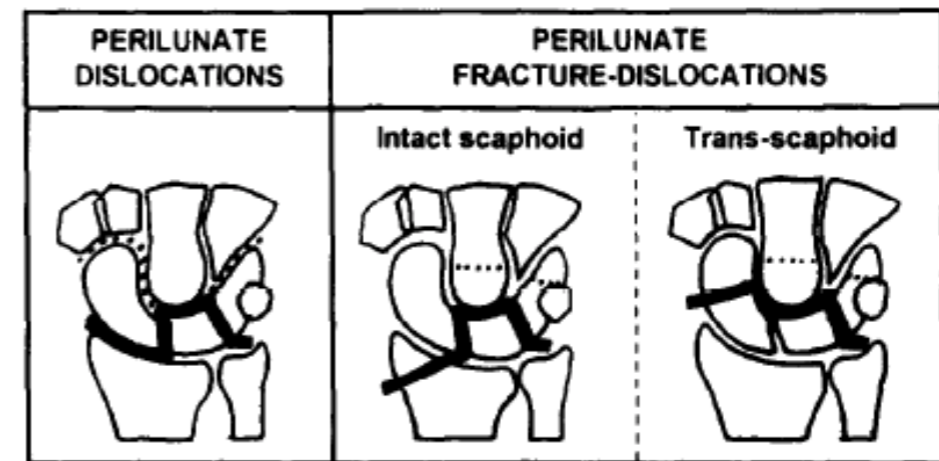 PERILUNATE
DISLOCATIONS
PERILUNATE
FRACTURE-DISLOCATIONS
Intact scaphoid
Trans-scaphoid